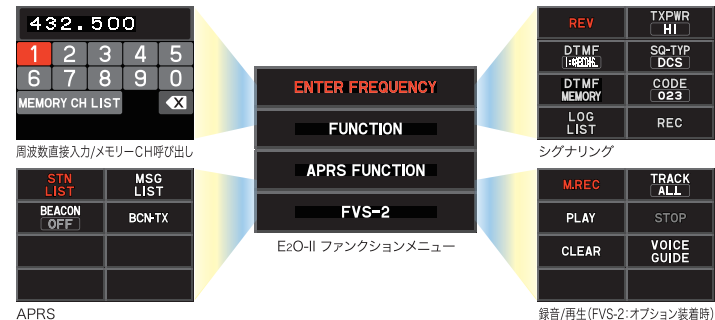 432.500
1 2 3 4 5
6 7 8 9 0
MEMORY CH LIST
周波数直接入力/メモリーCH呼び出し
STN LIST
MSG LIST
BEACON OFF
BCN-TX
APRS
ENTER FREQUENCY
FUNCTION
APRS FUNCTION
FVS-2
E2O-II ファンクションメニュー
REV
TXPWR HI
DTMF
SQ-TYP DCS
DTMF MEMORY
CODE 023
LOG LIST
REC
シグナリング
M.REC
TRACK ALL
PLAY
STOP
CLEAR
VOICE GUIDE
録音/再生(FVS-2:オプション装着時)